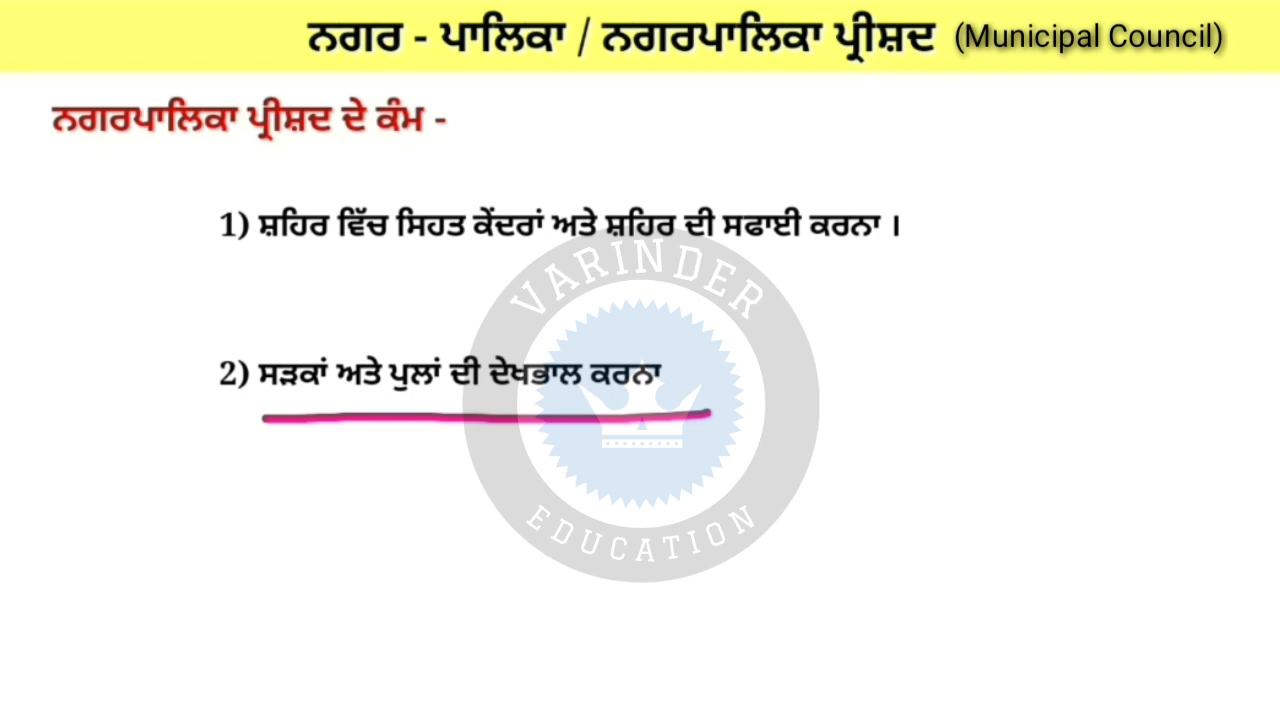 ਨਗਰ - ਪਾਲਿਕਾ / ਨਗਰਪਾਲਿਕਾ ਪ੍ਰੀਸ਼ਦ (Municipal Council)
ਨਗਰਪਾਲਿਕਾ ਪ੍ਰੀਸ਼ਦ ਦੇ ਕੰਮ -
1) ਸ਼ਹਿਰ ਵਿੱਚ ਸਿਹਤ ਕੇਂਦਰਾਂ ਅਤੇ ਸ਼ਹਿਰ ਦੀ ਸਫਾਈ ਕਰਨਾ ।
VARINDER
2) ਸੜਕਾਂ ਅਤੇ ਪੁਲਾਂ ਦੀ ਦੇਖਭਾਲ ਕਰਨਾ
EDUCATION